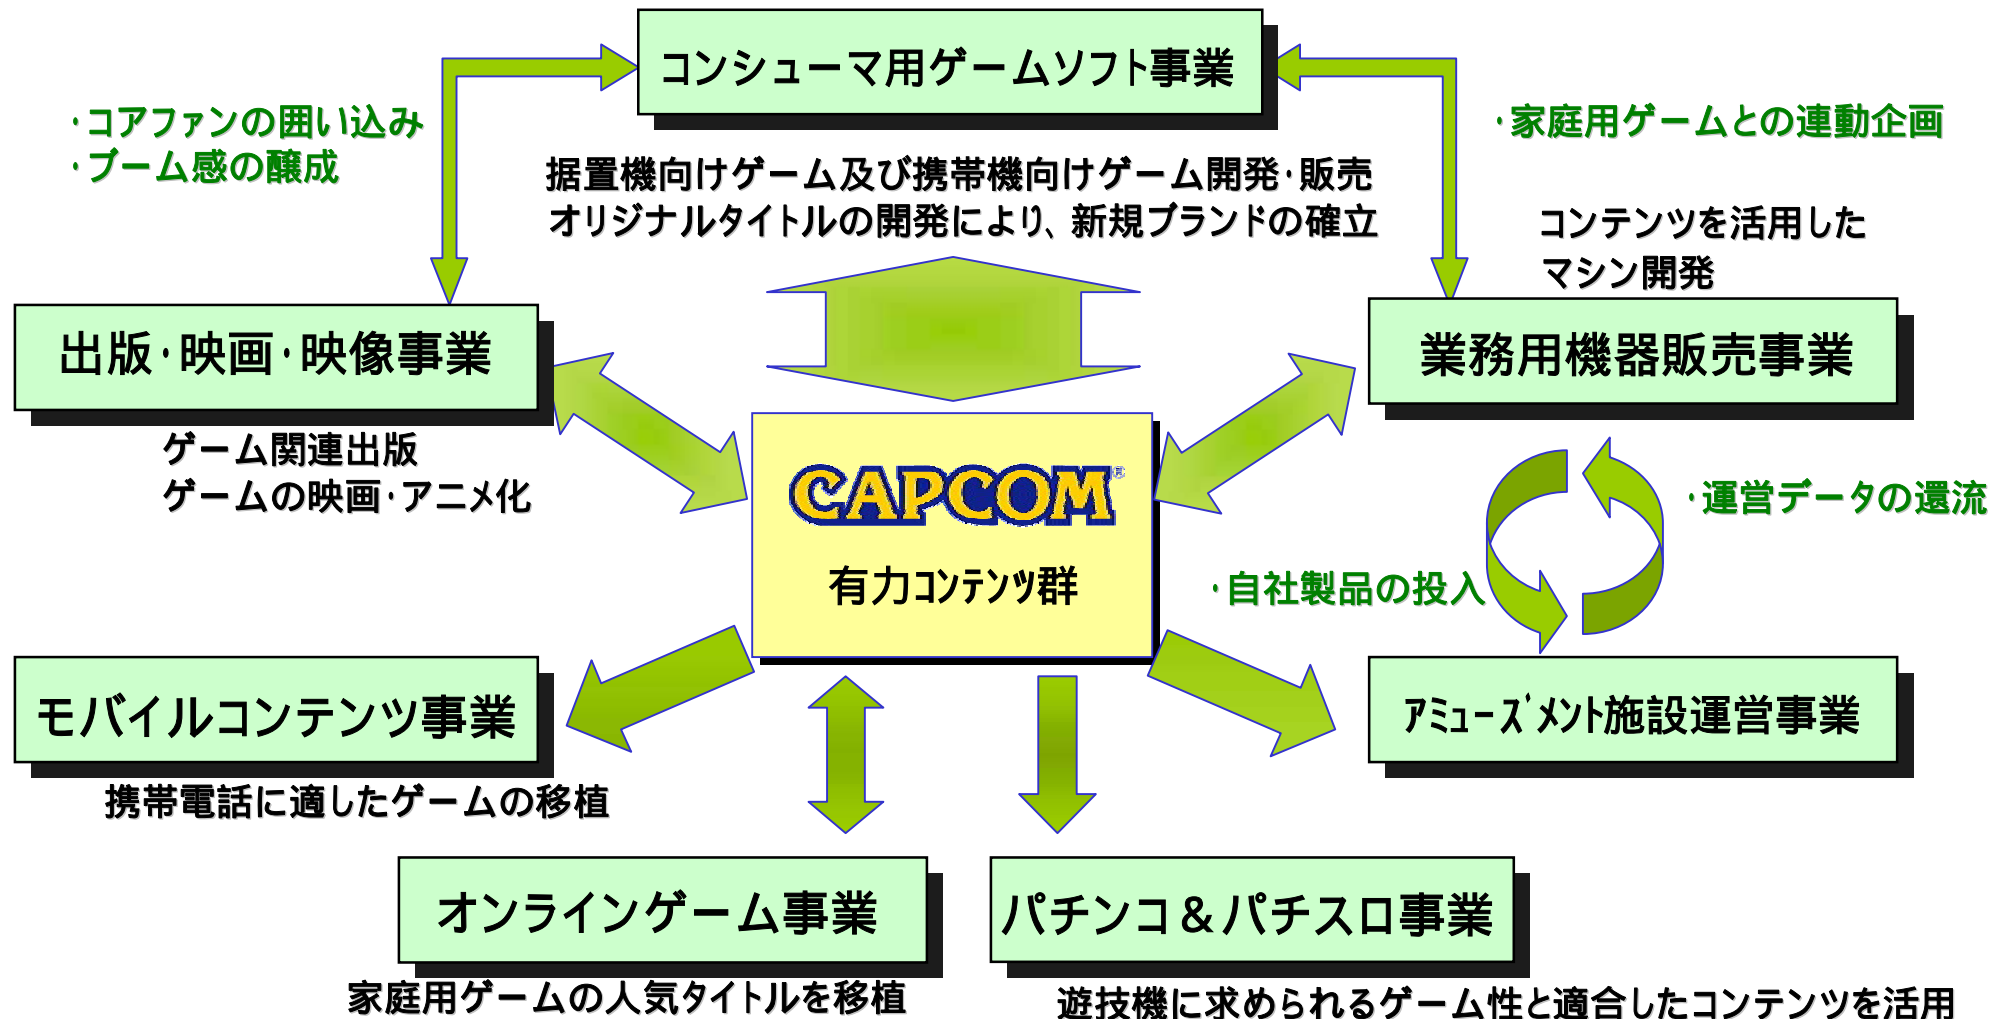 コンシューマ用ゲームソフト事業
・コアファンの囲い込み
・ブーム感の醸成
・家庭用ゲームとの連動企画
据置機向けゲーム及び携帯機向けゲーム開発・販売
オリジナルタイトルの開発により、新規ブランドの確立
コンテンツを活用した
マシン開発
出版・映画・映像事業
業務用機器販売事業
ゲーム関連出版
ゲームの映画・アニメ化
CAPCOM®
有力コンテンツ群
・運営データの還流
・自社製品の投入
モバイルコンテンツ事業
ｱﾐｭｰｽﾞﾒﾝﾄ施設運営事業
携帯電話に適したゲームの移植
オンラインゲーム事業
パチンコ＆パチスロ事業
家庭用ゲームの人気タイトルを移植
遊技機に求められるゲーム性と適合したコンテンツを活用